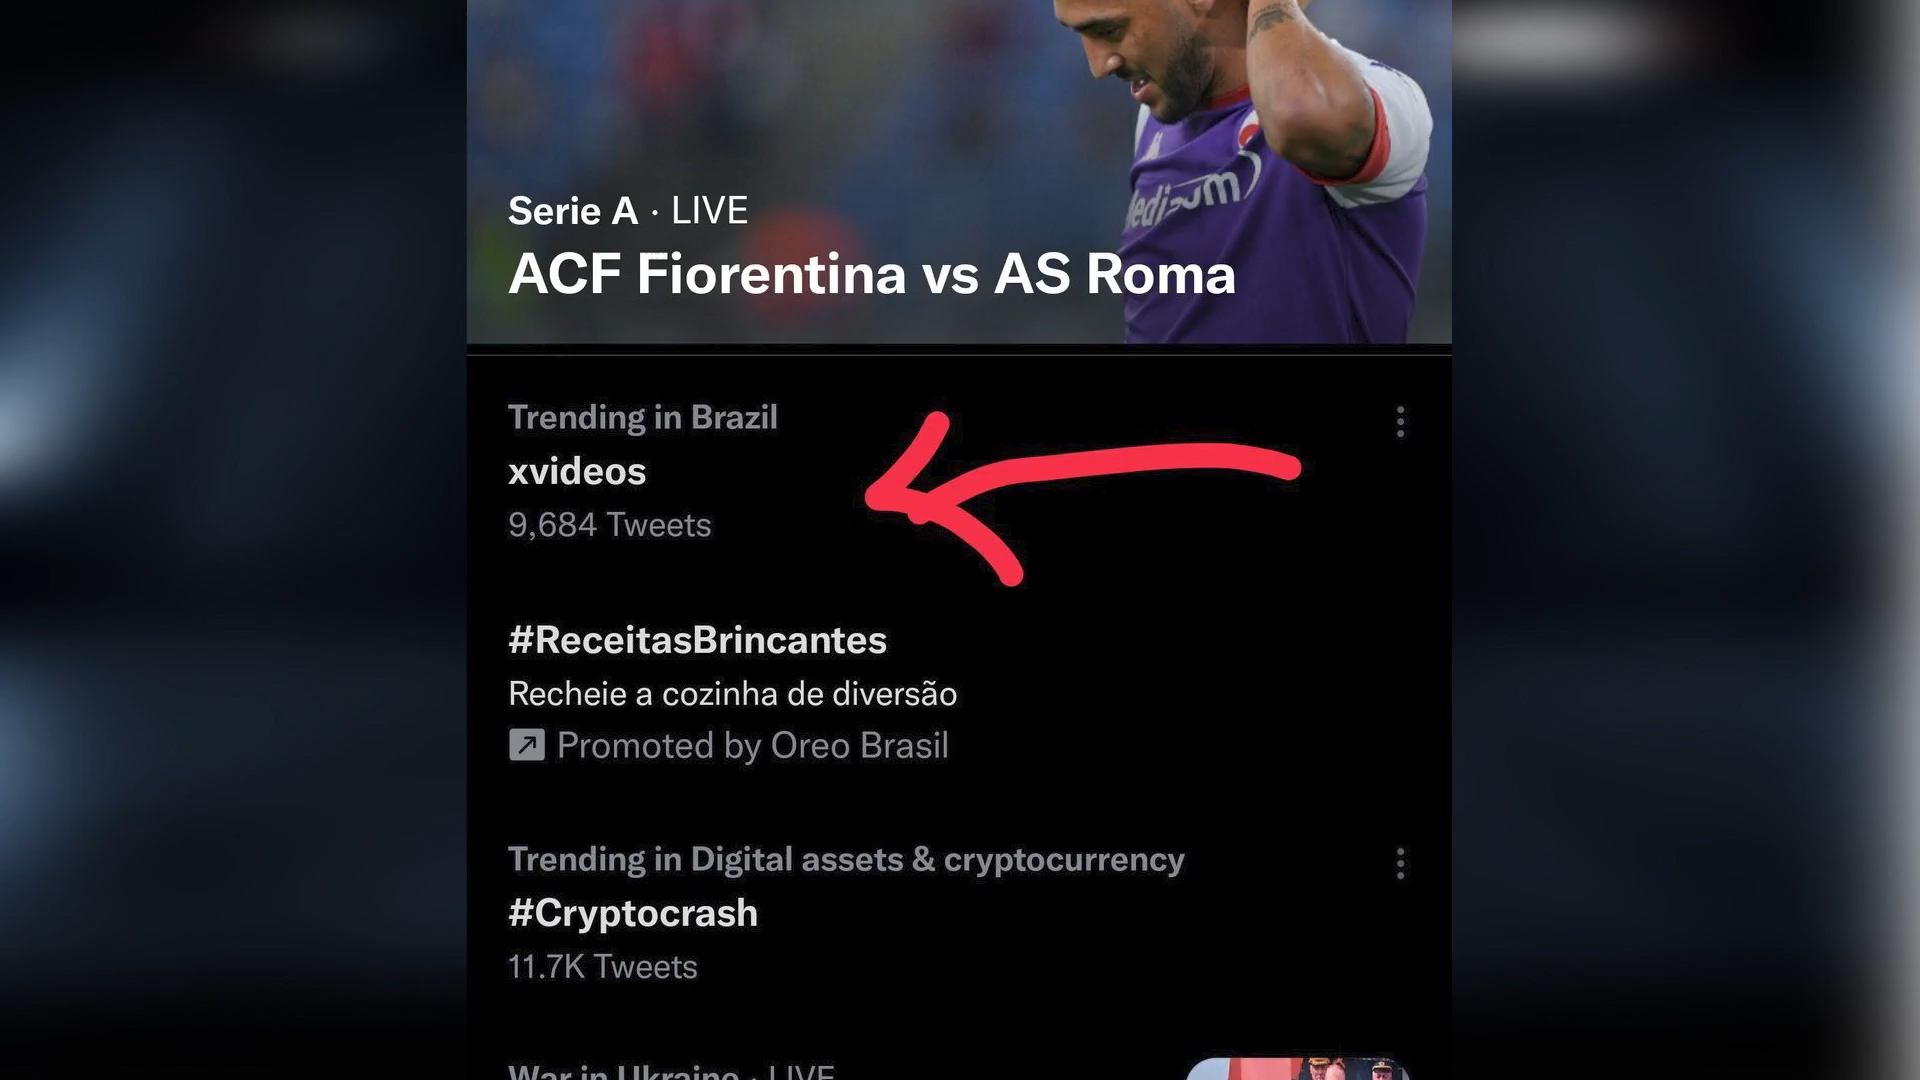 Serie A · LIVE
ACF Fiorentina vs AS Roma
Trending in Brazil
xvideos
9,684 Tweets
#ReceitasBrincantes
Recheie a cozinha de diversão
Promoted by Oreo Brasil
Trending in Digital assets & cryptocurrency
#Cryptocrash
11.7K Tweets
War in Ukraine · LIVE